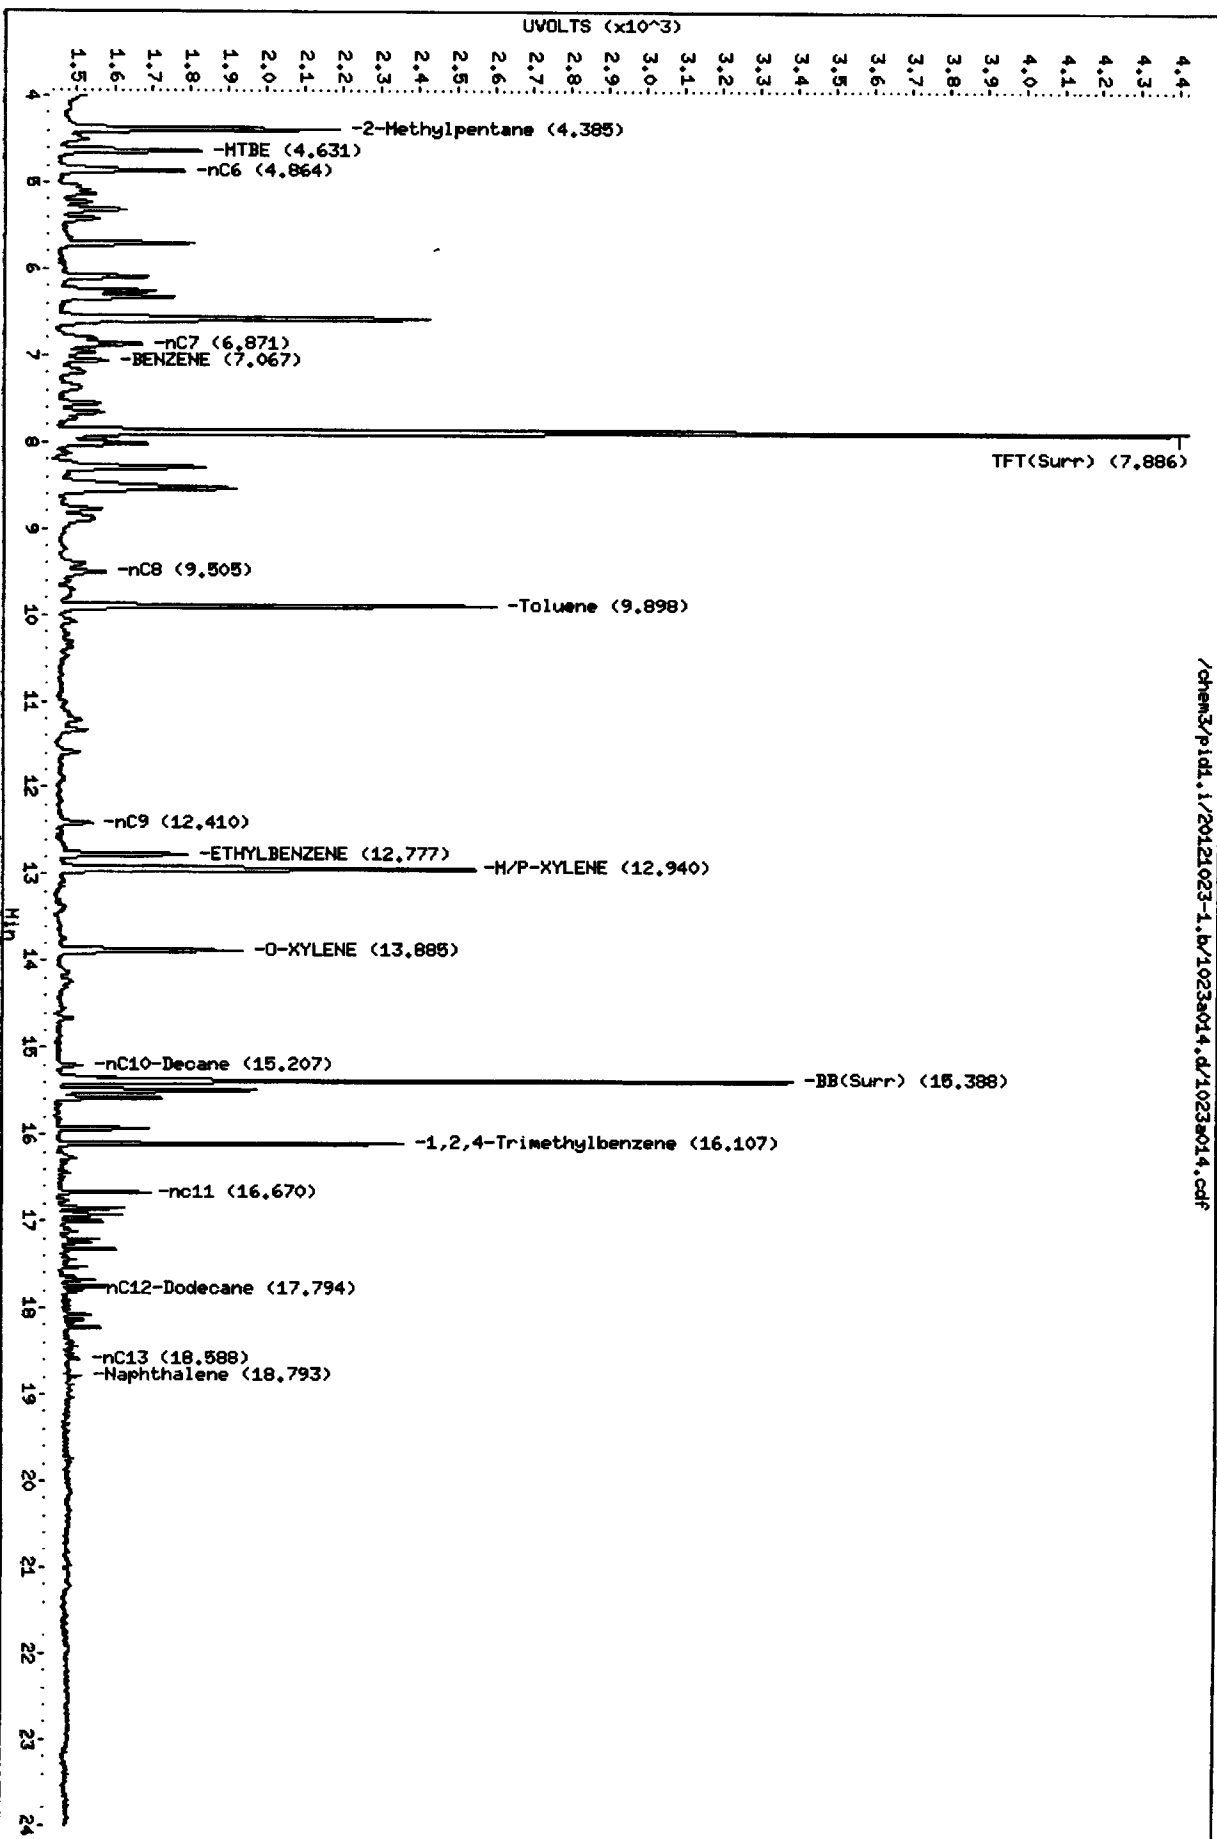 /chem3/pid1.i/20121023-1.b/1023a014.d/1023a014.cdf
UVOLTS (x10^3)
1.5
1.6
1.7
1.8
1.9
2.0
2.1
2.2
2.3
2.4
2.5
2.6
2.7
2.8
2.9
3.0
3.1
3.2
3.3
3.4
3.5
3.6
3.7
3.8
3.9
4.0
4.1
4.2
4.3
4.4
-2-Methylpentane (4.385)
-MTBE (4.631)
-nC6 (4.864)
-nC7 (6.871)
-BENZENE (7.067)
TFT(Surr) (7.886)
-nC8 (9.505)
-Toluene (9.898)
-nC9 (12.410)
-ETHYLBENZENE (12.777)
-M/P-XYLENE (12.940)
-O-XYLENE (13.885)
-nC10-Decane (15.207)
-BB(Surr) (15.388)
-1,2,4-Trimethylbenzene (16.107)
-nc11 (16.670)
nC12-Dodecane (17.794)
-nC13 (18.588)
-Naphthalene (18.793)
4
5
6
7
8
9
10
11
12
13
14
15
16
17
18
19
20
21
22
23
24
Min